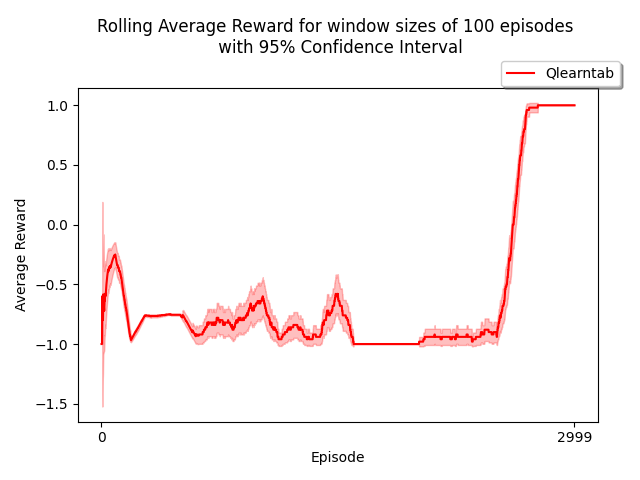 Rolling Average Reward for window sizes of 100 episodes
with 95% Confidence Interval
Qlearntab
1.0
0.5
0.0
−0.5
−1.0
−1.5
Average Reward
0
2999
Episode